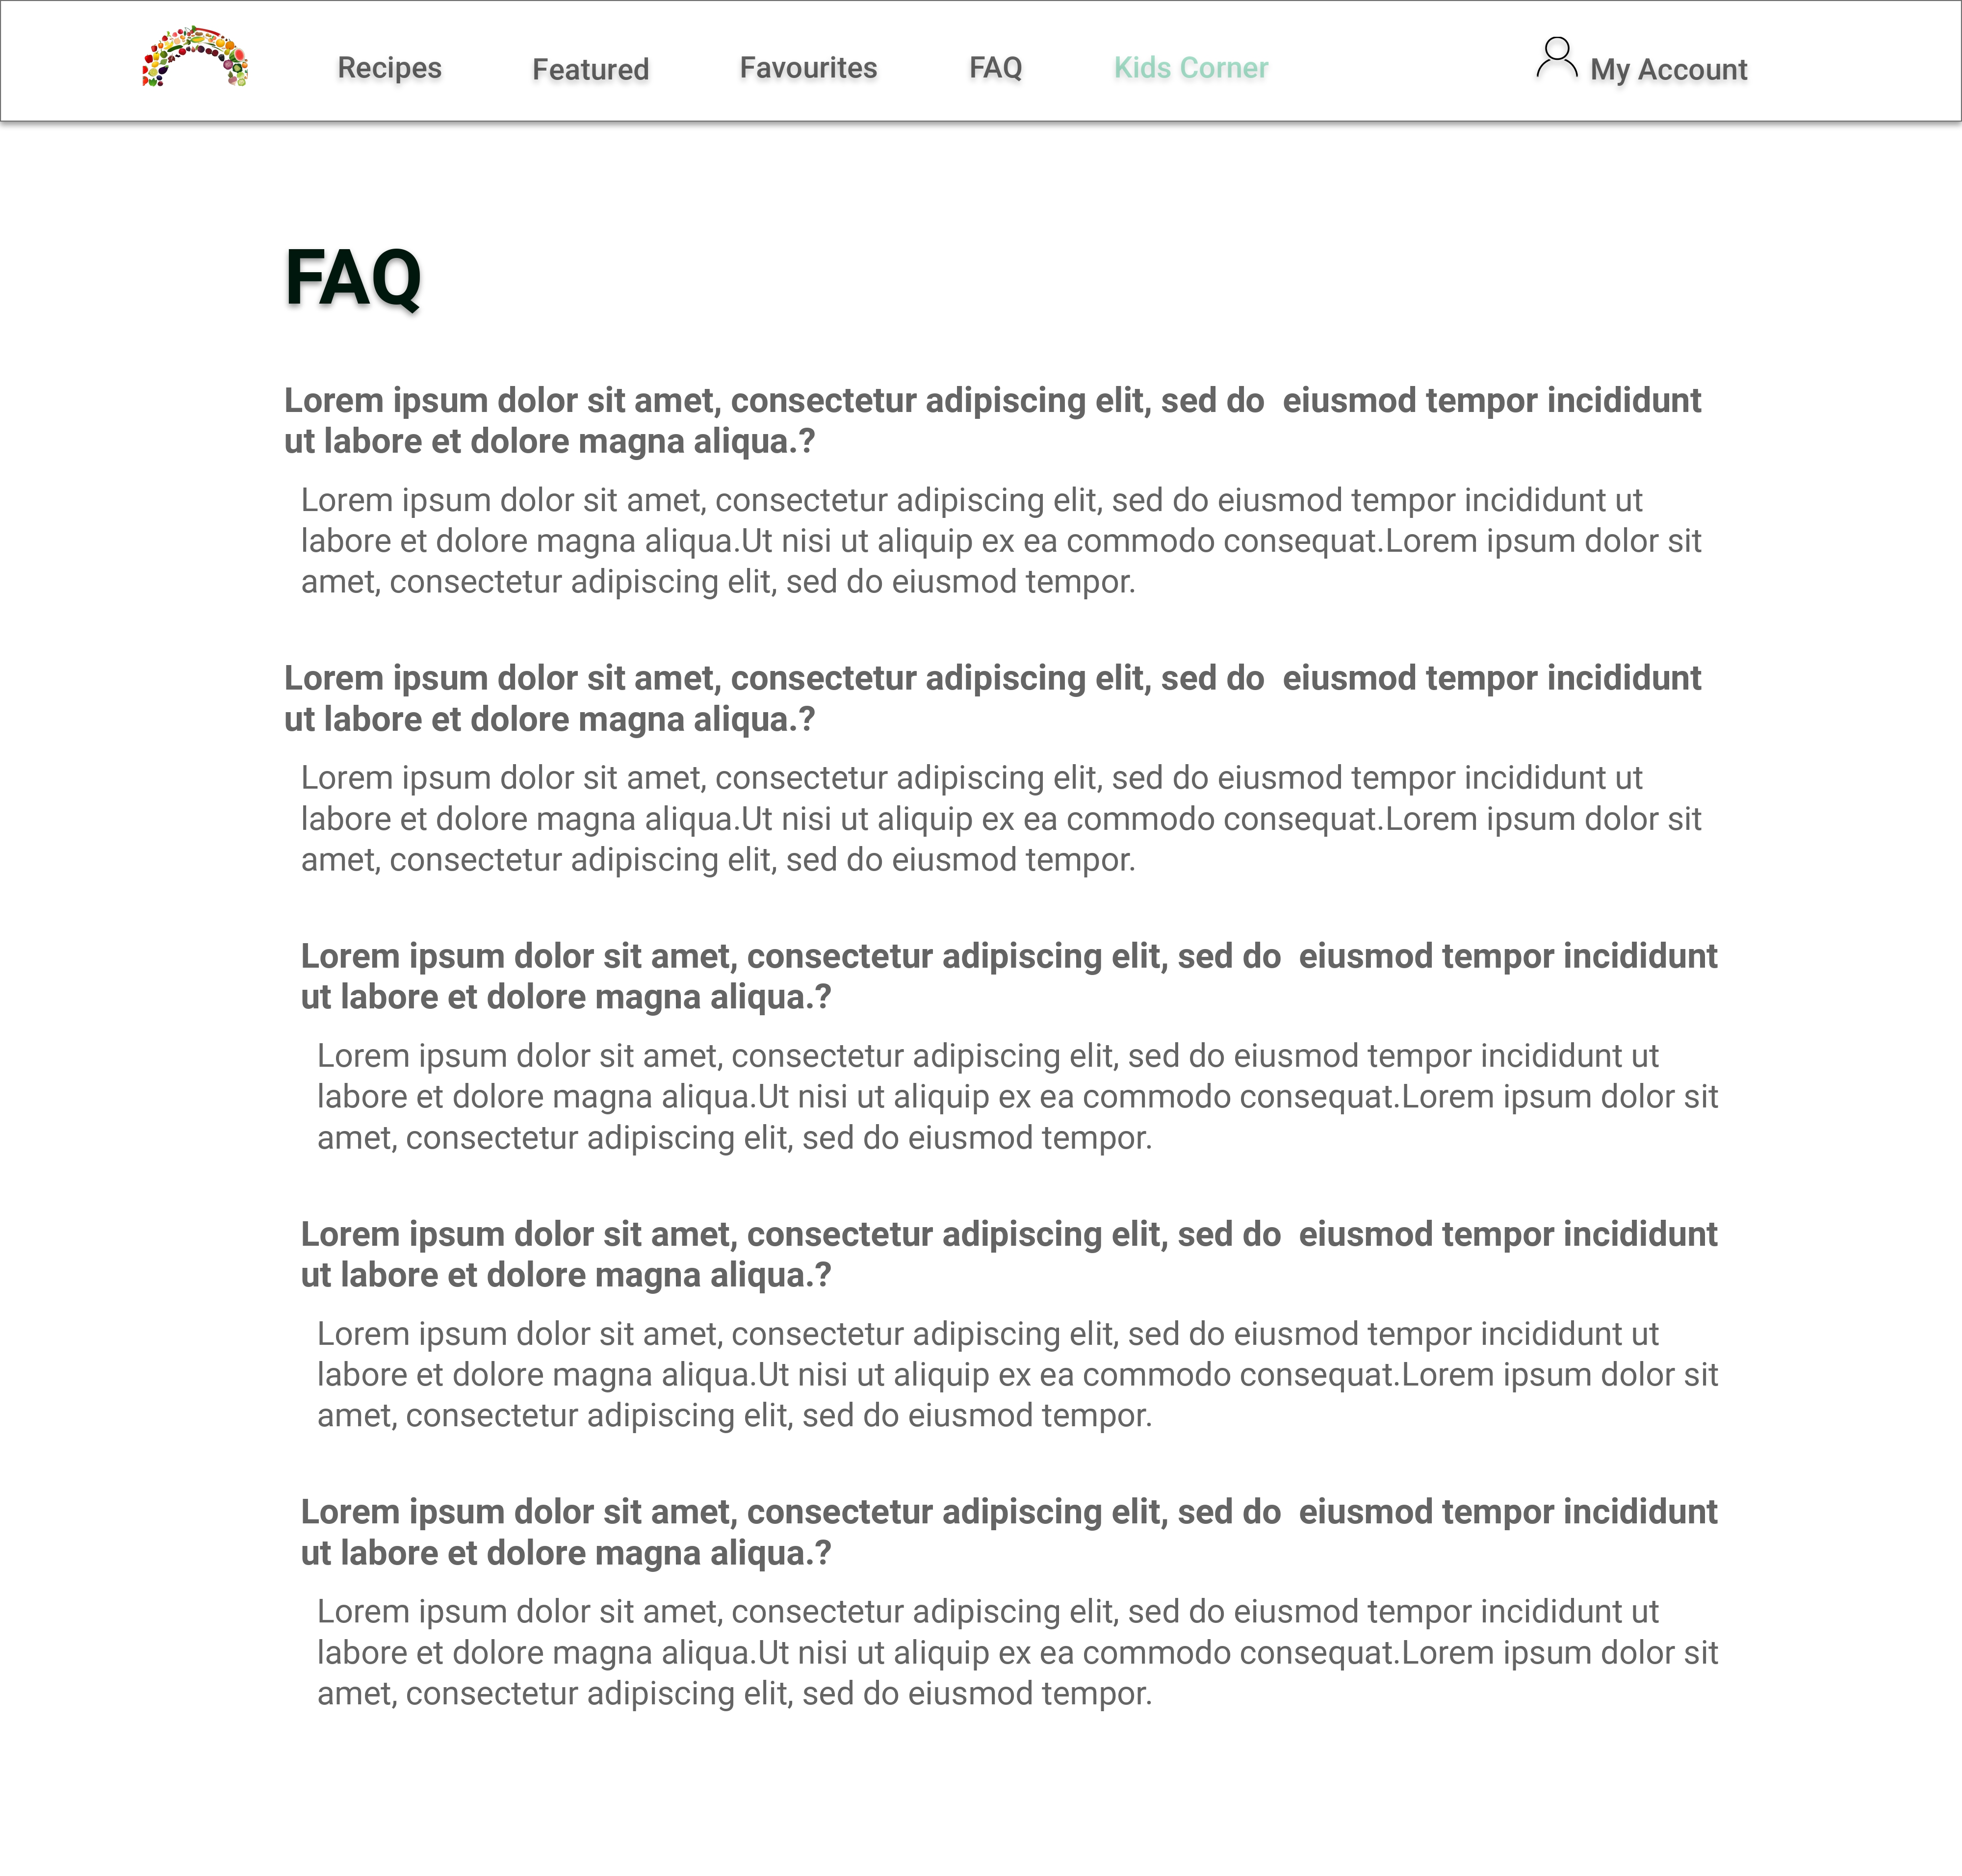 Recipes Featured Favourites FAQ Kids Corner My Account
FAQ
Lorem ipsum dolor sit amet, consectetur adipiscing elit, sed do  eiusmod tempor incididunt
ut labore et dolore magna aliqua.?
Lorem ipsum dolor sit amet, consectetur adipiscing elit, sed do eiusmod tempor incididunt ut
labore et dolore magna aliqua.Ut nisi ut aliquip ex ea commodo consequat.Lorem ipsum dolor sit
amet, consectetur adipiscing elit, sed do eiusmod tempor.
Lorem ipsum dolor sit amet, consectetur adipiscing elit, sed do  eiusmod tempor incididunt
ut labore et dolore magna aliqua.?
Lorem ipsum dolor sit amet, consectetur adipiscing elit, sed do eiusmod tempor incididunt ut
labore et dolore magna aliqua.Ut nisi ut aliquip ex ea commodo consequat.Lorem ipsum dolor sit
amet, consectetur adipiscing elit, sed do eiusmod tempor.
Lorem ipsum dolor sit amet, consectetur adipiscing elit, sed do  eiusmod tempor incididunt
ut labore et dolore magna aliqua.?
Lorem ipsum dolor sit amet, consectetur adipiscing elit, sed do eiusmod tempor incididunt ut
labore et dolore magna aliqua.Ut nisi ut aliquip ex ea commodo consequat.Lorem ipsum dolor sit
amet, consectetur adipiscing elit, sed do eiusmod tempor.
Lorem ipsum dolor sit amet, consectetur adipiscing elit, sed do  eiusmod tempor incididunt
ut labore et dolore magna aliqua.?
Lorem ipsum dolor sit amet, consectetur adipiscing elit, sed do eiusmod tempor incididunt ut
labore et dolore magna aliqua.Ut nisi ut aliquip ex ea commodo consequat.Lorem ipsum dolor sit
amet, consectetur adipiscing elit, sed do eiusmod tempor.
Lorem ipsum dolor sit amet, consectetur adipiscing elit, sed do  eiusmod tempor incididunt
ut labore et dolore magna aliqua.?
Lorem ipsum dolor sit amet, consectetur adipiscing elit, sed do eiusmod tempor incididunt ut
labore et dolore magna aliqua.Ut nisi ut aliquip ex ea commodo consequat.Lorem ipsum dolor sit
amet, consectetur adipiscing elit, sed do eiusmod tempor.